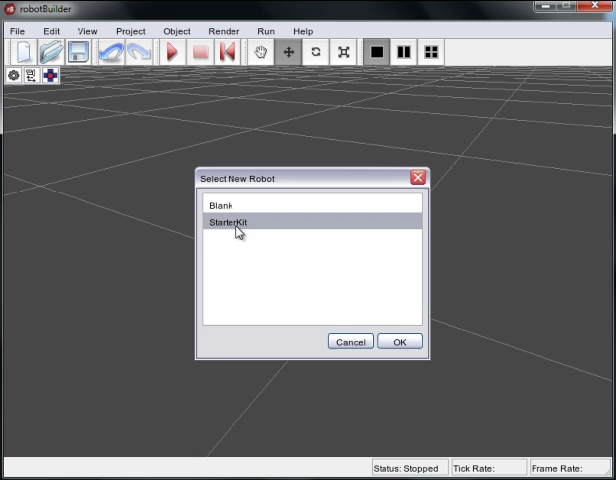 rB robotBuilder
File Edit View Project Object Render Run Help
Select New Robot
Blank
StarterKit
Cancel OK
Status: Stopped Tick Rate: Frame Rate: